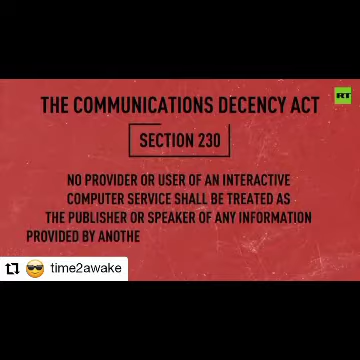 RT
THE COMMUNICATIONS DECENCY ACT
SECTION 230
NO PROVIDER OR USER OF AN INTERACTIVE
COMPUTER SERVICE SHALL BE TREATED AS
THE PUBLISHER OR SPEAKER OF ANY INFORMATION
PROVIDED BY ANOTHE
time2awake